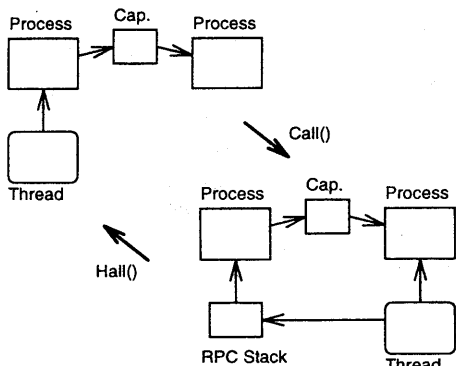 Cap.
Process
Process
Thread
Call()
Process
Cap.
Process
Hall()
RPC Stack
Thread